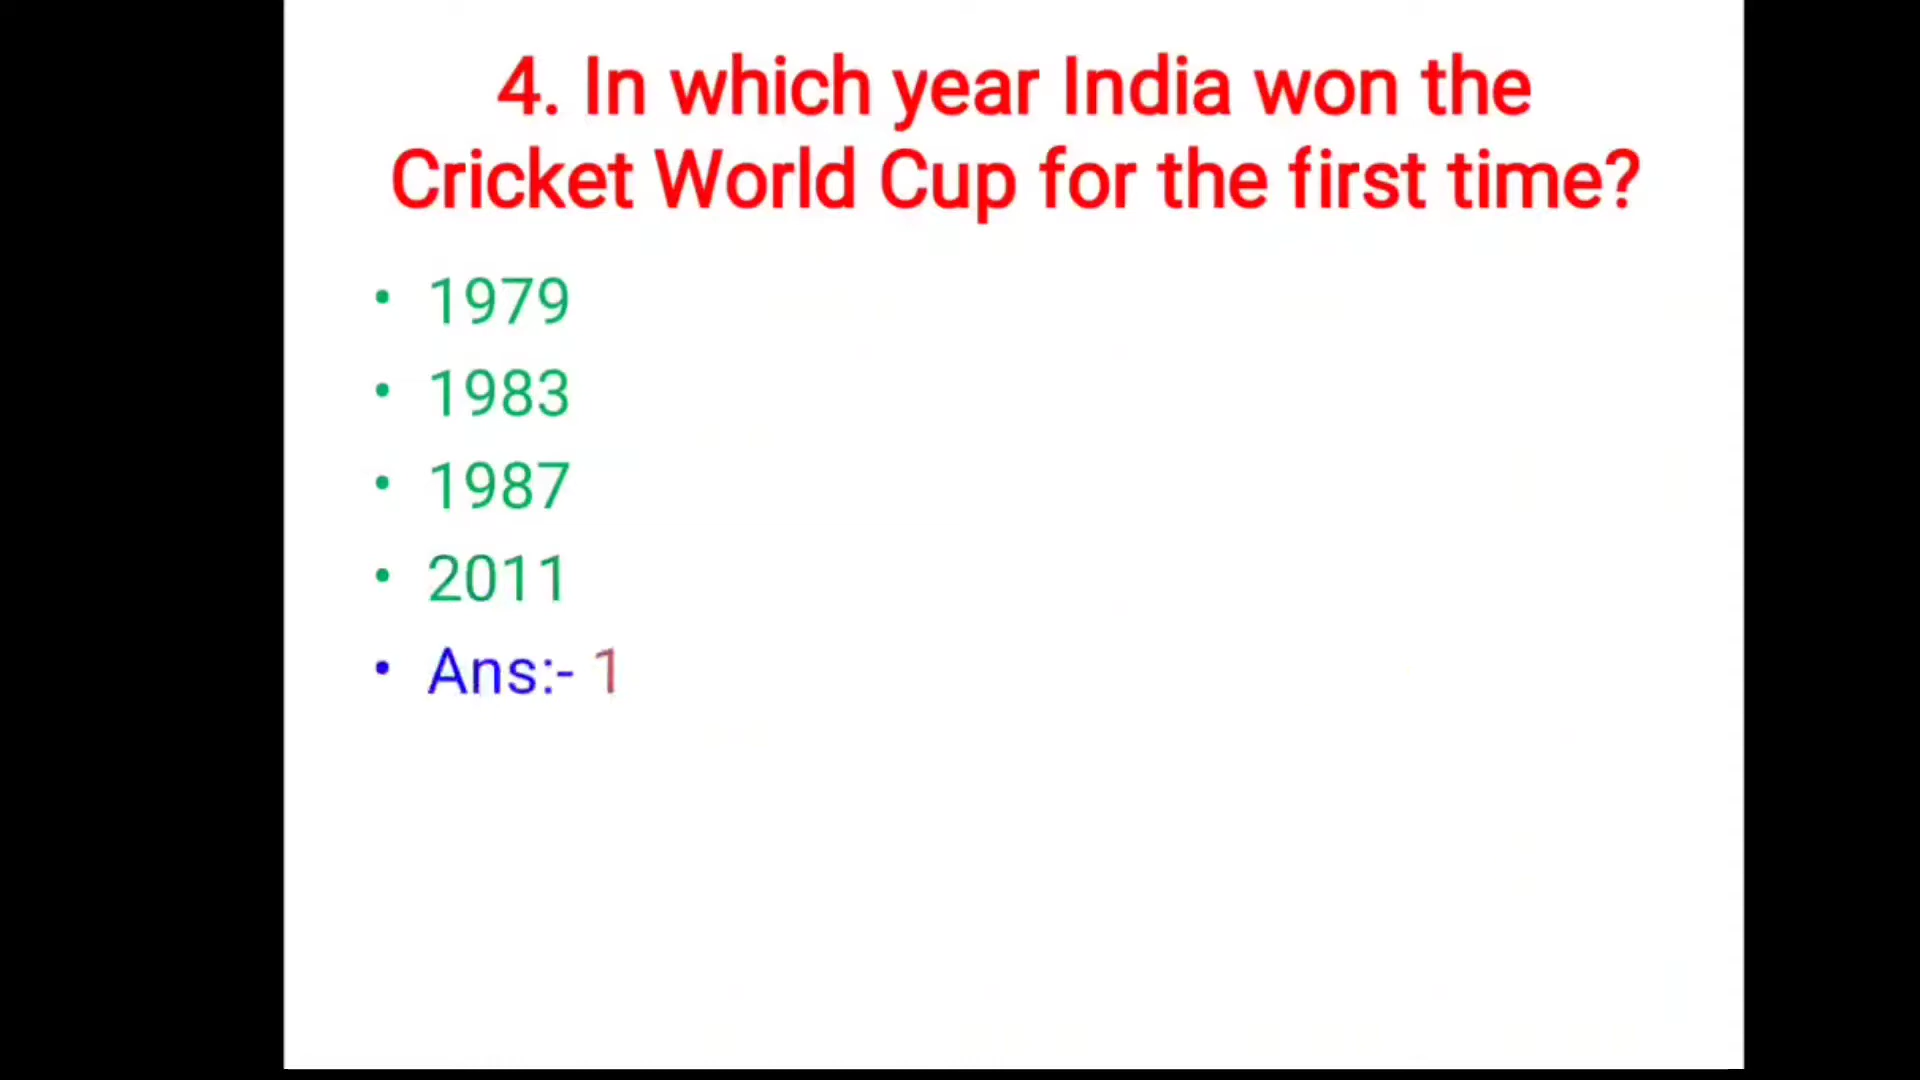 4. In which year India won the
Cricket World Cup for the first time?
• 1979
• 1983
• 1987
• 2011
• Ans:- 1